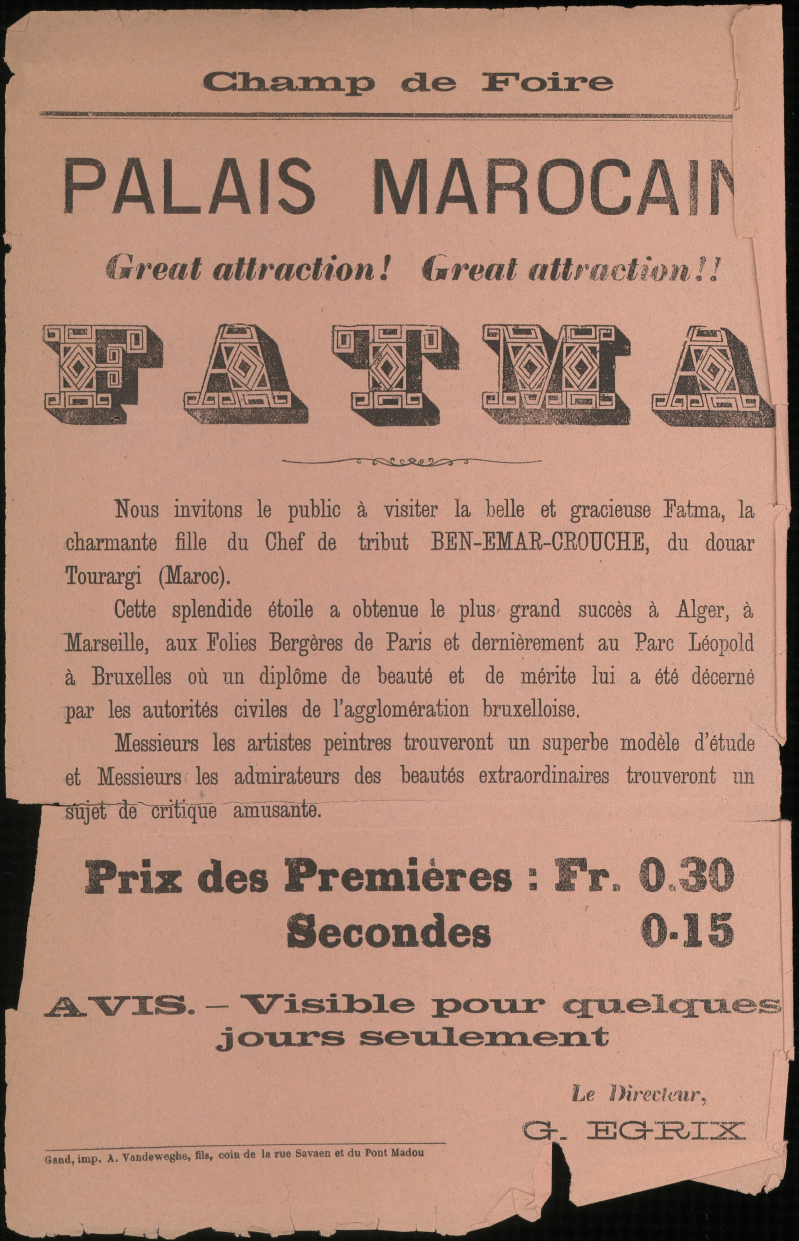 Champ de Foire
PALAIS MAROCAIN
Great attraction! Great attraction!!
FATMA
Nous invitons le public à visiter la belle et gracieuse Fatma, la
charmante fille du Chef de tribut BEN-EMAR-CROUCHE, du douar
Tourargi (Maroc).
Cette splendide étoile a obtenue le plus grand succès à Alger, à
Marseille, aux Folies Bergères de Paris et dernièrement au Parc Léopold
à Bruxelles où un diplôme de beauté et de mérite lui a été décerné
par les autorités civiles de l'agglomération bruxelloise.
Messieurs les artistes peintres trouveront un superbe modèle d'étude
et Messieurs les admirateurs des beautés extraordinaires trouveront un
sujet de critique amusante.
Prix des Premières : Fr. 0.30
Secondes 0-15
AVIS. – Visible pour quelques
jours seulement
Le Directeur,
G. EGRIX
Gand, imp. A. Vandeweghe, fils, coin de la rue Savaen et du Pont Madou